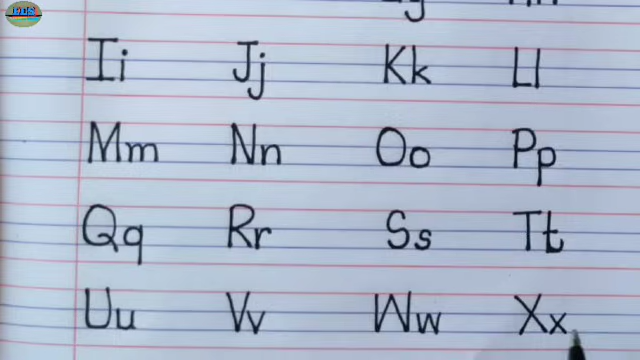 Ii Jj Kk Ll
Mm Nn Oo Pp
Qq Rr Ss Tt
Uu Vv Ww Xx